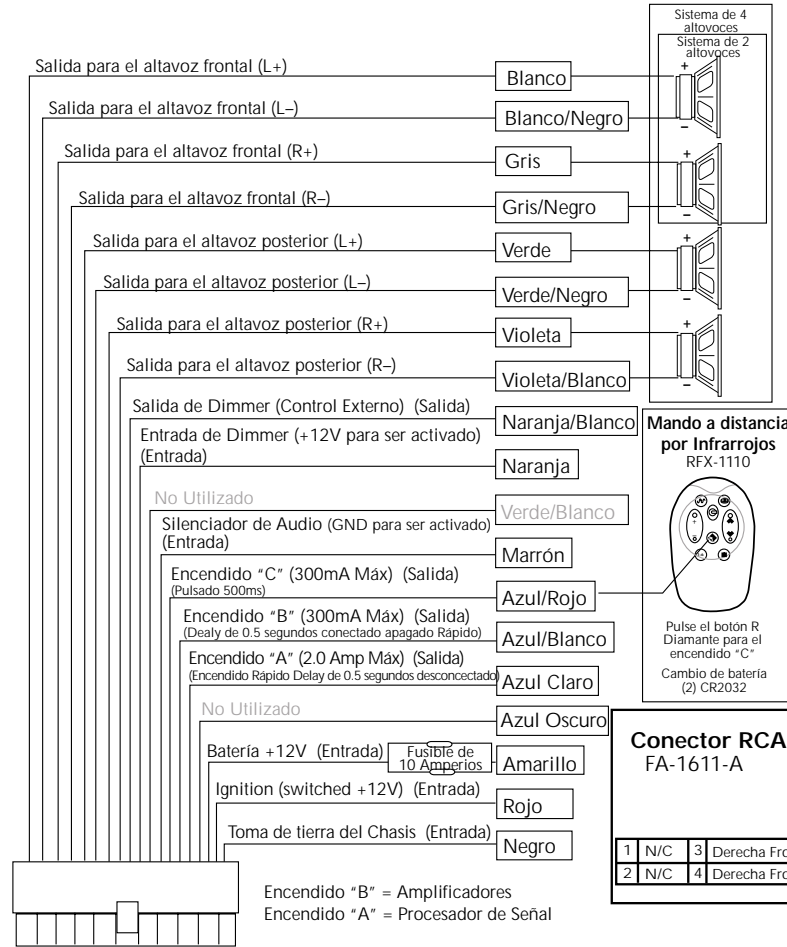 Sistema de 4
altovoces
Sistema de 2
altovoces
Salida para el altavoz frontal (L+)
Blanco
+
Salida para el altavoz frontal (L–)
Blanco/Negro
–
Salida para el altavoz frontal (R+)
Gris
+
Salida para el altavoz frontal (R–)
Gris/Negro
–
Salida para el altavoz posterior (L+)
Verde
+
Salida para el altavoz posterior (L–)
Verde/Negro
–
Salida para el altavoz posterior (R+)
Violeta
+
Salida para el altavoz posterior (R–)
Violeta/Blanco
–
Salida de Dimmer (Control Externo) (Salida)
Naranja/Blanco
Entrada de Dimmer (+12V para ser activado)
(Entrada)
Naranja
No Utilizado
Verde/Blanco
Silenciador de Audio (GND para ser activado)
(Entrada)
Marrón
Encendido "C" (300mA Máx) (Salida)
(Pulsado 500ms)
Azul/Rojo
Encendido "B" (300mA Máx) (Salida)
(Dealy de 0.5 segundos conectado apagado Rápido)
Azul/Blanco
Encendido "A" (2.0 Amp Máx) (Salida)
(Encendido Rápido Delay de 0.5 segundos desconcectado)
Azul Claro
No Utilizado
Azul Oscuro
Batería +12V (Entrada)
Fusible de
10 Amperios
Amarillo
Ignition (switched +12V) (Entrada)
Rojo
Toma de tierra del Chasis (Entrada)
Negro
Encendido "B" = Amplificadores
Encendido "A" = Procesador de Señal
Mando a distancia
por Infrarrojos
RFX-1110
Pulse el botón R
Diamante para el
encendido "C"
Cambio de batería
(2) CR2032
Conector RCA
FA-1611-A
1 N/C 3 Derecha Fro
2 N/C 4 Derecha Fro